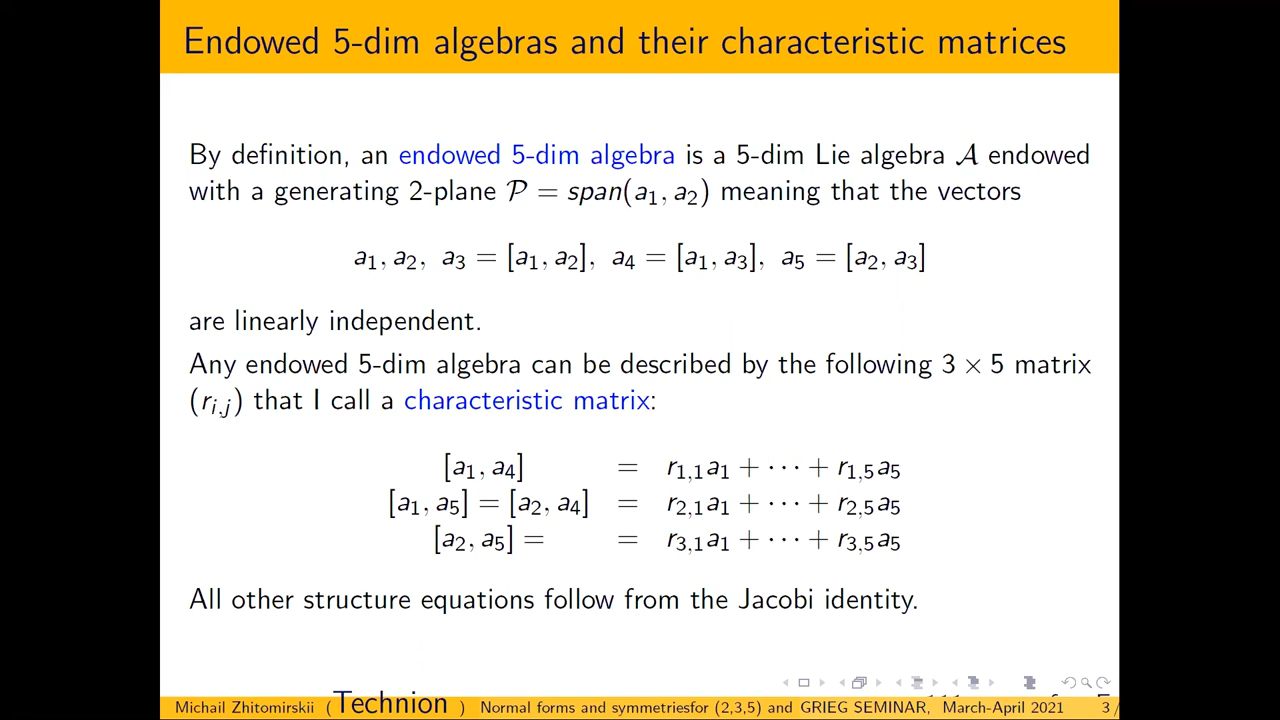 Endowed 5-dim algebras and their characteristic matrices
By definition, an endowed 5-dim algebra is a 5-dim Lie algebra 𝒜 endowed
with a generating 2-plane 𝒫 = span(a₁, a₂) meaning that the vectors
a₁, a₂, a₃ = [a₁, a₂], a₄ = [a₁, a₃], a₅ = [a₂, a₃]
are linearly independent.
Any endowed 5-dim algebra can be described by the following 3 × 5 matrix
(r_{i,j}) that I call a characteristic matrix:
[a₁, a₄] = r_{1,1}a₁ + ⋯ + r_{1,5}a₅
[a₁, a₅] = [a₂, a₄] = r_{2,1}a₁ + ⋯ + r_{2,5}a₅
[a₂, a₅] = = r_{3,1}a₁ + ⋯ + r_{3,5}a₅
All other structure equations follow from the Jacobi identity.
Michail Zhitomirskii ( Technion ) Normal forms and symmetriesfor (2,3,5) and GRIEG SEMINAR, March-April 2021 3 /